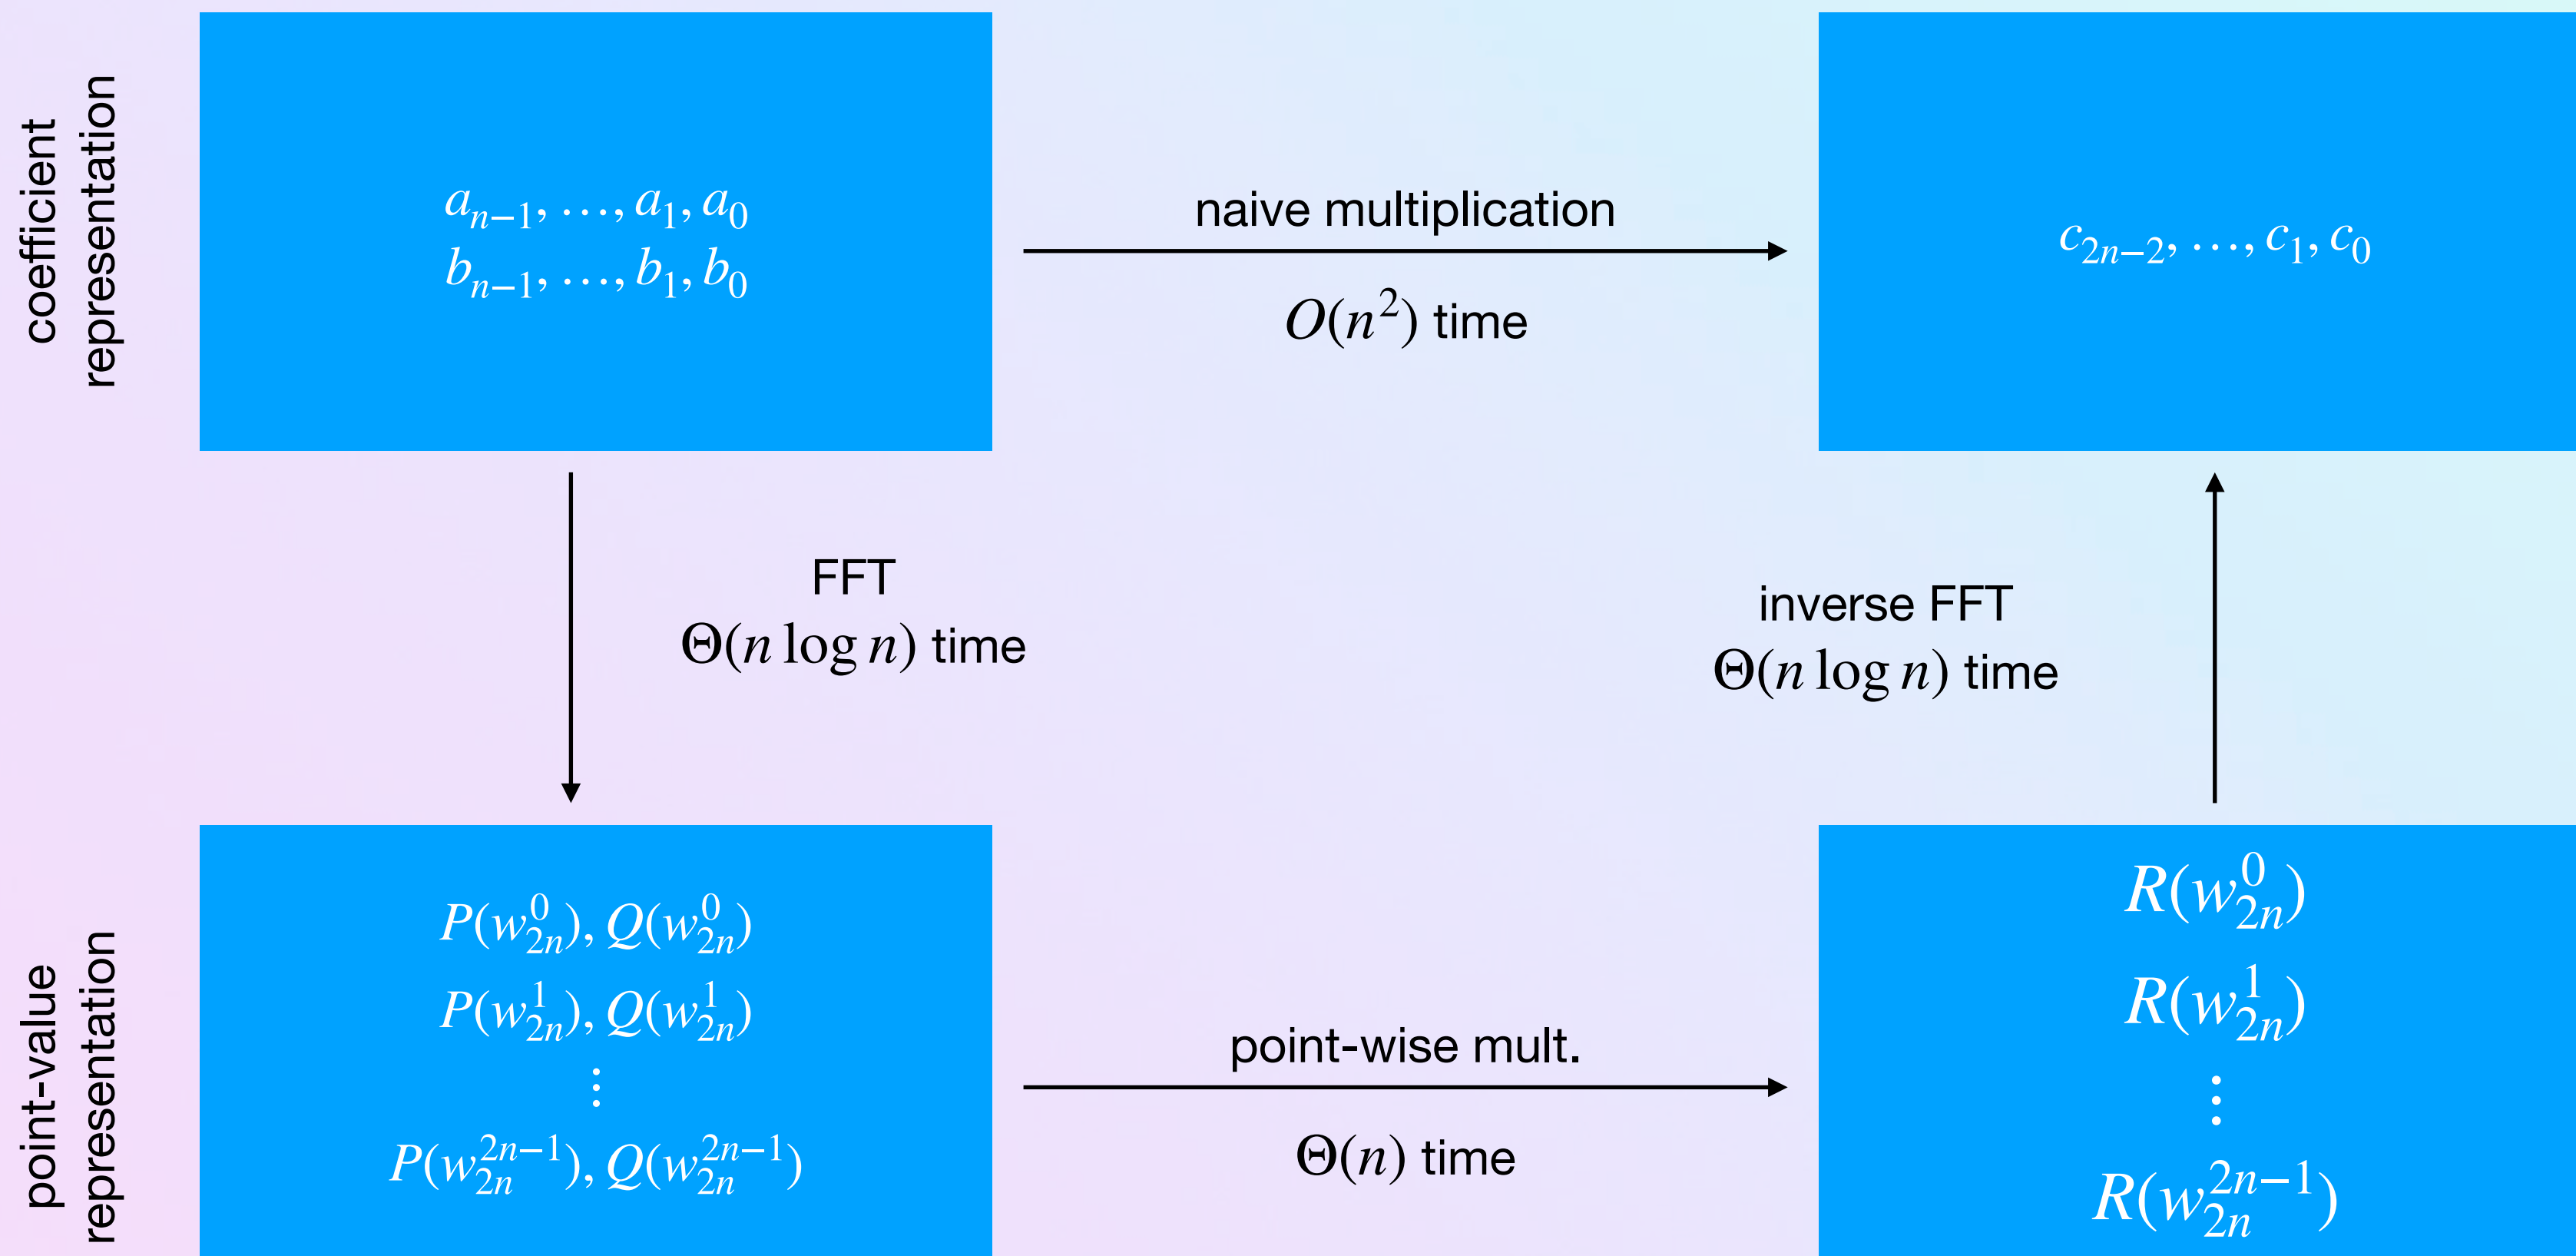 coefficient
representation
a_{n−1}, …, a_1, a_0
b_{n−1}, …, b_1, b_0
naive multiplication
O(n^2) time
c_{2n−2}, …, c_1, c_0
FFT
Θ(n log n) time
inverse FFT
Θ(n log n) time
point-value
representation
P(w_{2n}^0), Q(w_{2n}^0)
P(w_{2n}^1), Q(w_{2n}^1)
⋮
P(w_{2n}^{2n−1}), Q(w_{2n}^{2n−1})
point-wise mult.
Θ(n) time
R(w_{2n}^0)
R(w_{2n}^1)
⋮
R(w_{2n}^{2n−1})